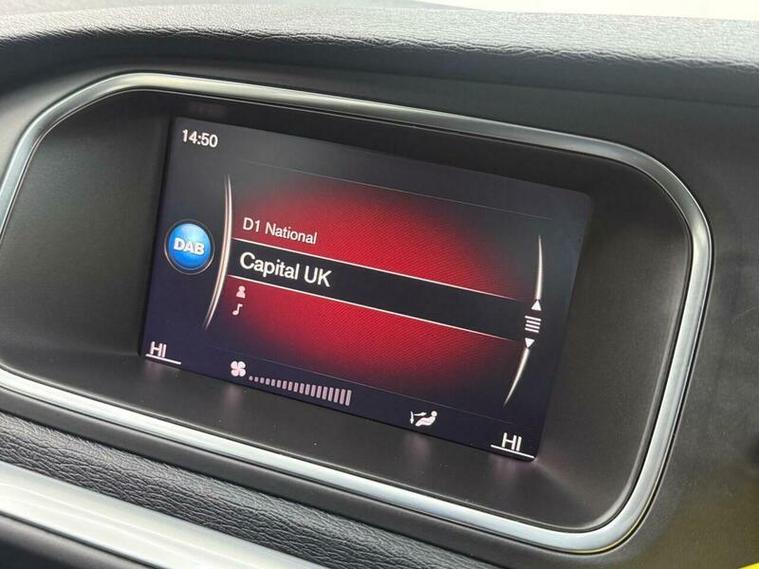 14:50
D1 National
DAB
Capital UK
HI
HI